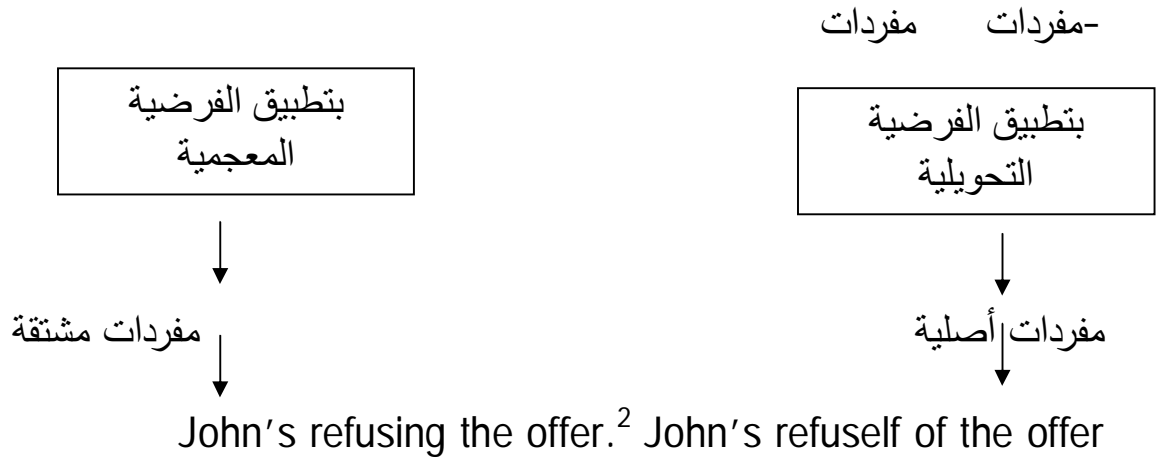 -مفردات مفردات
بتطبيق الفرضية
التحويلية
بتطبيق الفرضية
المعجمية
مفردات أصلية
مفردات مشتقة
John's refusing the offer.2 John's refuself of the offer